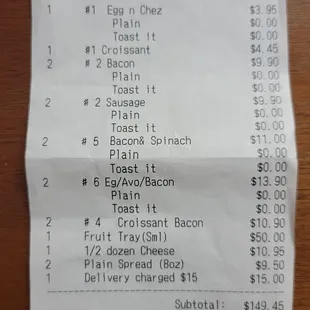 1 #1 Egg n Chez $3.95
Plain $0.00
Toast it $0.00
1 #1 Croissant $4.45
2 # 2 Bacon $9.90
Plain $0.00
Toast it $0.00
2 # 2 Sausage $9.90
Plain $0.00
Toast it $0.00
2 # 5 Bacon& Spinach $11.00
Plain $0.00
Toast it $0.00
2 # 6 Eg/Avo/Bacon $13.90
Plain $0.00
Toast it $0.00
2 # 4 Croissant Bacon $10.90
1 Fruit Tray(Sml) $50.00
1 1/2 dozen Cheese $10.95
2 Plain Spread (8oz) $9.50
1 Delivery charged $15 $15.00
Subtotal: $149.45